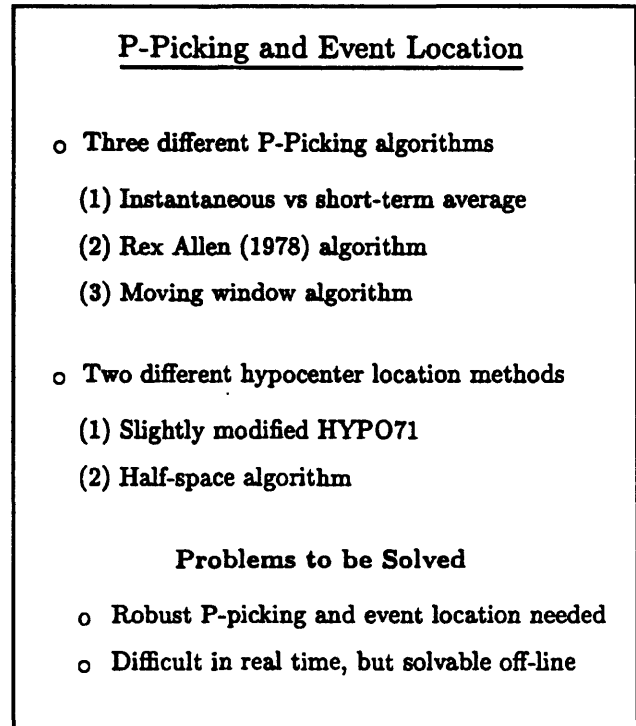 P-Picking and Event Location
o Three different P-Picking algorithms
(1) Instantaneous vs short-term average
(2) Rex Allen (1978) algorithm
(3) Moving window algorithm
o Two different hypocenter location methods
(1) Slightly modified HYPO71
(2) Half-space algorithm
Problems to be Solved
o Robust P-picking and event location needed
o Difficult in real time, but solvable off-line